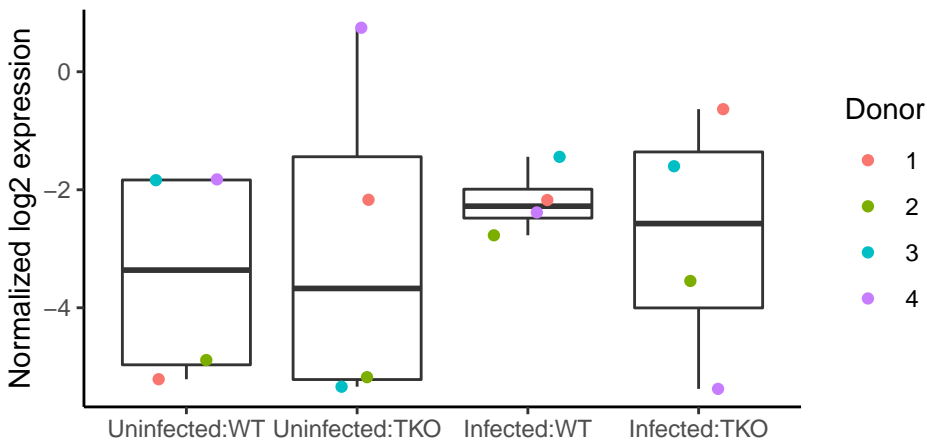 Normalized log2 expression
0
−2
−4
Uninfected:WT Uninfected:TKO Infected:WT Infected:TKO
Donor
1
2
3
4